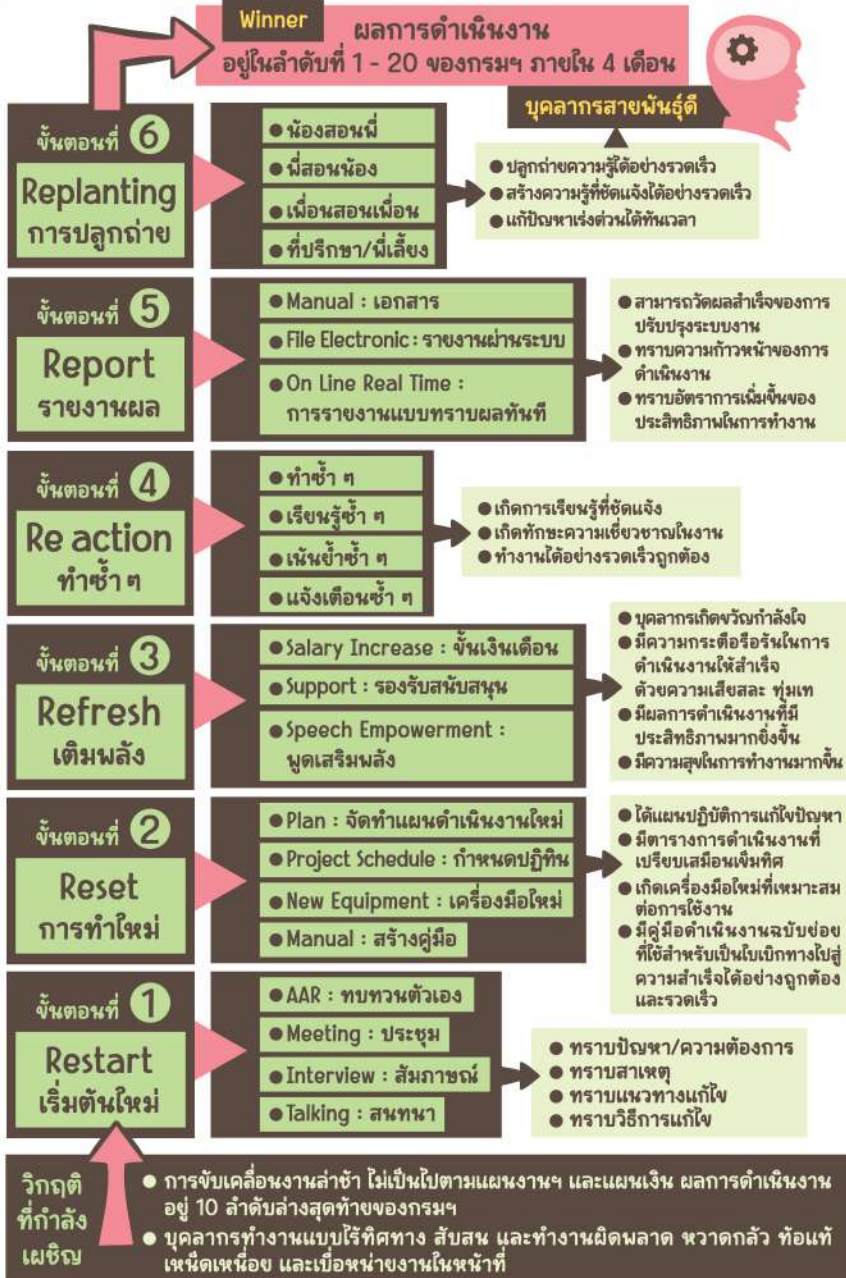 Winner
ผลการดำเนินงาน
อยู่ในลำดับที่ 1 - 20 ของกรมฯ ภายใน 4 เดือน
บุคลากรสายพันธุ์ดี
ขั้นตอนที่ 6
Replanting
การปลูกถ่าย
● น้องสอนพี่
● พี่สอนน้อง
● เพื่อนสอนเพื่อน
● ที่ปรึกษา/พี่เลี้ยง
● ปลูกถ่ายความรู้ได้อย่างรวดเร็ว
● สร้างความรู้ที่ชัดแจ้งได้อย่างรวดเร็ว
● แก้ปัญหาเร่งด่วนได้ทันเวลา
ขั้นตอนที่ 5
Report
รายงานผล
● Manual : เอกสาร
● File Electronic : รายงานผ่านระบบ
● On Line Real Time :
การรายงานแบบทราบผลทันที
● สามารถวัดผลสำเร็จของการ
ปรับปรุงระบบงาน
● ทราบความก้าวหน้าของการ
ดำเนินงาน
● ทราบอัตราการเพิ่มขึ้นของ
ประสิทธิภาพในการทำงาน
ขั้นตอนที่ 4
Re action
ทำซ้ำ ๆ
● ทำซ้ำ ๆ
● เรียนรู้ซ้ำ ๆ
● เน้นย้ำซ้ำ ๆ
● แจ้งเตือนซ้ำ ๆ
● เกิดการเรียนรู้ที่ชัดแจ้ง
● เกิดทักษะความเชี่ยวชาญในงาน
● ทำงานได้อย่างรวดเร็วถูกต้อง
ขั้นตอนที่ 3
Refresh
เติมพลัง
● Salary Increase : ขั้นเงินเดือน
● Support : รองรับสนับสนุน
● Speech Empowerment :
พูดเสริมพลัง
● บุคลากรเกิดขวัญกำลังใจ
● มีความกระตือรือร้นในการ
ดำเนินงานให้สำเร็จ
ด้วยความเสียสละ ทุ่มเท
● มีผลการดำเนินงานที่มี
ประสิทธิภาพมากยิ่งขึ้น
● มีความสุขในการทำงานมากขึ้น
ขั้นตอนที่ 2
Reset
การทำใหม่
● Plan : จัดทำแผนดำเนินงานใหม่
● Project Schedule : กำหนดปฏิทิน
● New Equipment : เครื่องมือใหม่
● Manual : สร้างคู่มือ
● ได้แผนปฏิบัติการแก้ไขปัญหา
● มีตารางการดำเนินงานที่
เปรียบเสมือนเข็มทิศ
● เกิดเครื่องมือใหม่ที่เหมาะสม
ต่อการใช้งาน
● มีคู่มือดำเนินงานฉบับย่อย
ที่ใช้สำหรับเป็นใบเบิกทางไปสู่
ความสำเร็จได้อย่างถูกต้อง
และรวดเร็ว
ขั้นตอนที่ 1
Restart
เริ่มต้นใหม่
● AAR : ทบทวนตัวเอง
● Meeting : ประชุม
● Interview : สัมภาษณ์
● Talking : สนทนา
● ทราบปัญหา/ความต้องการ
● ทราบสาเหตุ
● ทราบแนวทางแก้ไข
● ทราบวิธีการแก้ไข
วิกฤติ
ที่กำลัง
เผชิญ
● การขับเคลื่อนงานล่าช้า ไม่เป็นไปตามแผนงานฯ และแผนเงิน ผลการดำเนินงาน
อยู่ 10 ลำดับล่างสุดท้ายของกรมฯ
● บุคลากรทำงานแบบไร้ทิศทาง สับสน และทำงานผิดพลาด หวาดกลัว ท้อแท้
เหน็ดเหนื่อย และเบื่อหน่ายงานในหน้าที่